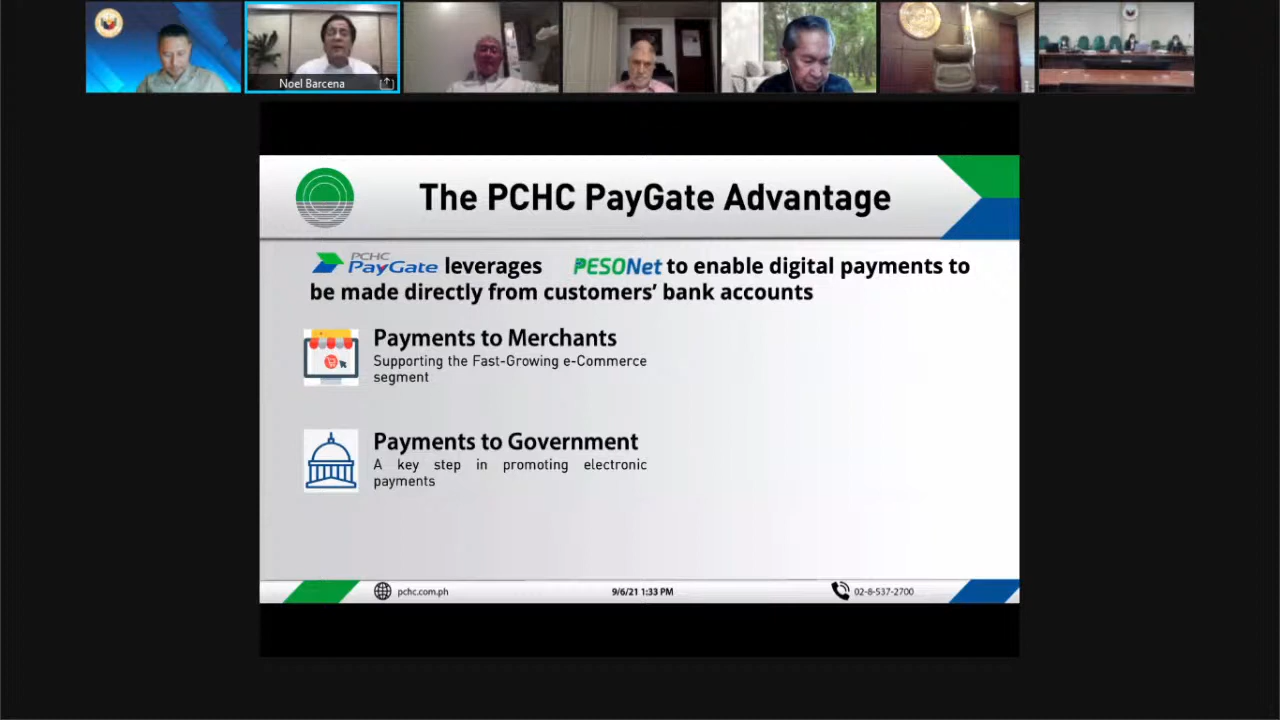 Noel Barcena
The PCHC PayGate Advantage
PCHC
PayGate leverages PESONet to enable digital payments to
be made directly from customers' bank accounts
Payments to Merchants
Supporting the Fast-Growing e-Commerce
segment
Payments to Government
A key step in promoting electronic
payments
pchc.com.ph 9/6/21 1:33 PM 02-8-537-2700